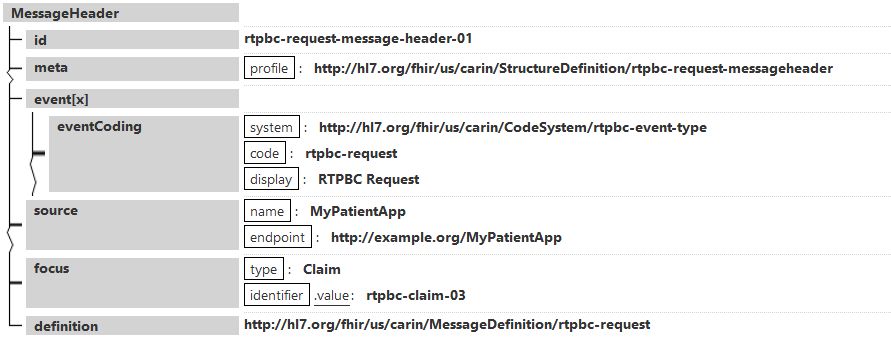 MessageHeader
id rtpbc-request-message-header-01
meta profile : http://hl7.org/fhir/us/carin/StructureDefinition/rtpbc-request-messageheader
event[x]
eventCoding system : http://hl7.org/fhir/us/carin/CodeSystem/rtpbc-event-type
code : rtpbc-request
display : RTPBC Request
source name : MyPatientApp
endpoint : http://example.org/MyPatientApp
focus type : Claim
identifier .value : rtpbc-claim-03
definition http://hl7.org/fhir/us/carin/MessageDefinition/rtpbc-request